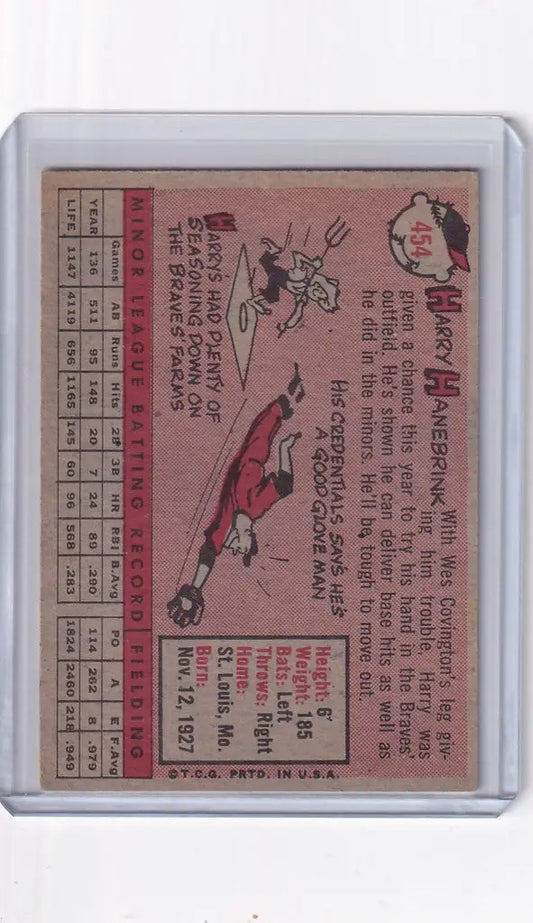 454
HARRY HANEBRINK
With Wes Covington's leg giv-
ing him trouble, Harry was
given a chance this year to try his hand in the Braves'
outfield. He's shown he can deliver base hits as well as
he did in the minors. He'll be tough to move out.
HARRY'S HAD PLENTY OF
SEASONING DOWN ON
THE BRAVES' FARMS
HIS CREDENTIALS SAYS HE'S
A GOOD GLOVE MAN
Height: 6'
Weight: 185
Bats: Left
Throws: Right
Home:
St. Louis, Mo.
Born:
Nov. 12, 1927
MINOR LEAGUE BATTING RECORD FIELDING
Games AB Runs Hits 2B 3B HR RBI B.Avg PO A E F.Avg
YEAR 136 511 95 148 20 7 24 89 .290 114 262 8 .979
LIFE 1147 4119 656 1165 145 60 96 568 .283 1824 2460 218 .949
©T.C.G. PRTD. IN U.S.A.